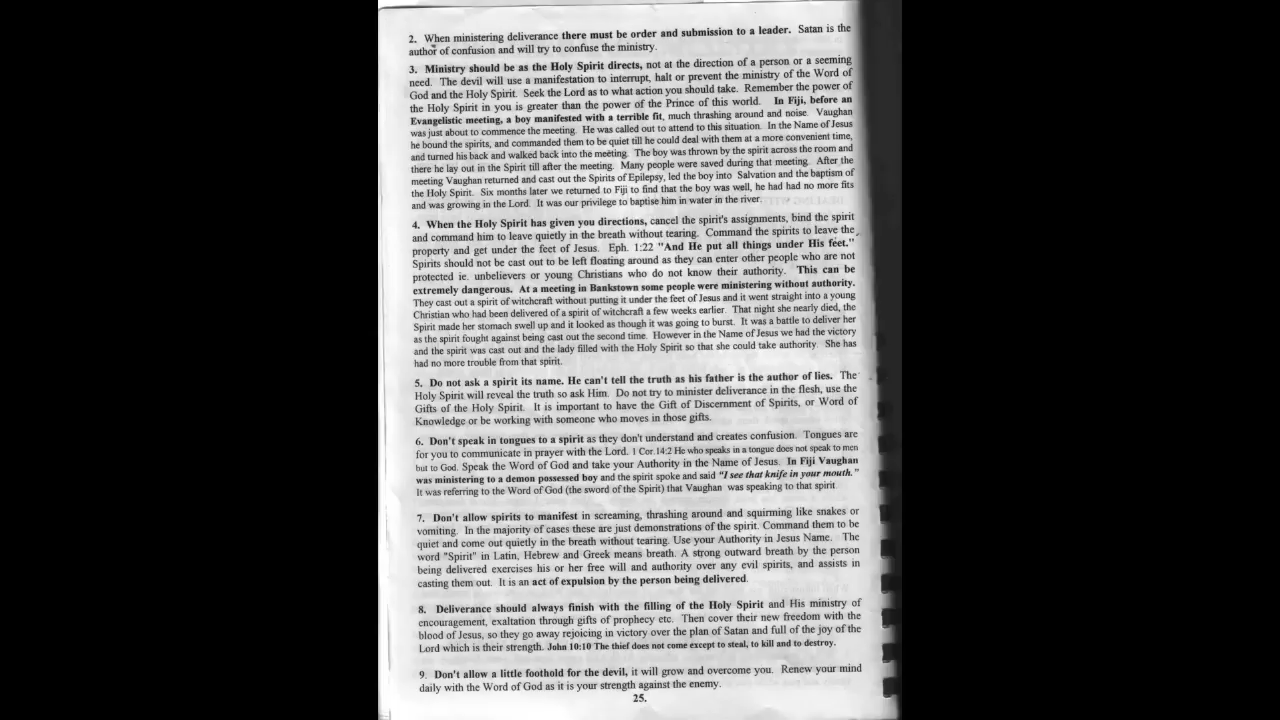 2. When ministering deliverance there must be order and submission to a leader. Satan is the
author of confusion and will try to confuse the ministry.
3. Ministry should be as the Holy Spirit directs, not at the direction of a person or a seeming
need. The devil will use a manifestation to interrupt, halt or prevent the ministry of the Word of
God and the Holy Spirit. Seek the Lord as to what action you should take. Remember the power of
the Holy Spirit in you is greater than the power of the Prince of this world. In Fiji, before an
Evangelistic meeting, a boy manifested with a terrible fit, much thrashing around and noise. Vaughan
was just about to commence the meeting. He was called out to attend to this situation. In the Name of Jesus
he bound the spirits, and commanded them to be quiet till he could deal with them at a more convenient time,
and turned his back and walked back into the meeting. The boy was thrown by the spirit across the room and
there he lay out in the Spirit till after the meeting. Many people were saved during that meeting. After the
meeting Vaughan returned and cast out the Spirits of Epilepsy, led the boy into Salvation and the baptism of
the Holy Spirit. Six months later we returned to Fiji to find that the boy was well, he had had no more fits
and was growing in the Lord. It was our privilege to baptise him in water in the river.
4. When the Holy Spirit has given you directions, cancel the spirit's assignments, bind the spirit
and command him to leave quietly in the breath without tearing. Command the spirits to leave the
property and get under the feet of Jesus. Eph. 1:22 "And He put all things under His feet."
Spirits should not be cast out to be left floating around as they can enter other people who are not
protected ie. unbelievers or young Christians who do not know their authority. This can be
extremely dangerous. At a meeting in Bankstown some people were ministering without authority.
They cast out a spirit of witchcraft without putting it under the feet of Jesus and it went straight into a young
Christian who had been delivered of a spirit of witchcraft a few weeks earlier. That night she nearly died, the
Spirit made her stomach swell up and it looked as though it was going to burst. It was a battle to deliver her
as the spirit fought against being cast out the second time. However in the Name of Jesus we had the victory
and the spirit was cast out and the lady filled with the Holy Spirit so that she could take authority. She has
had no more trouble from that spirit.
5. Do not ask a spirit its name. He can't tell the truth as his father is the author of lies. The
Holy Spirit will reveal the truth so ask Him. Do not try to minister deliverance in the flesh, use the
Gifts of the Holy Spirit. It is important to have the Gift of Discernment of Spirits, or Word of
Knowledge or be working with someone who moves in those gifts.
6. Don't speak in tongues to a spirit as they don't understand and creates confusion. Tongues are
for you to communicate in prayer with the Lord. 1 Cor.14:2 He who speaks in a tongue does not speak to men
but to God. Speak the Word of God and take your Authority in the Name of Jesus. In Fiji Vaughan
was ministering to a demon possessed boy and the spirit spoke and said "I see that knife in your mouth."
It was referring to the Word of God (the sword of the Spirit) that Vaughan was speaking to that spirit.
7. Don't allow spirits to manifest in screaming, thrashing around and squirming like snakes or
vomiting. In the majority of cases these are just demonstrations of the spirit. Command them to be
quiet and come out quietly in the breath without tearing. Use your Authority in Jesus Name. The
word "Spirit" in Latin, Hebrew and Greek means breath. A strong outward breath by the person
being delivered exercises his or her free will and authority over any evil spirits, and assists in
casting them out. It is an act of expulsion by the person being delivered.
8. Deliverance should always finish with the filling of the Holy Spirit and His ministry of
encouragement, exaltation through gifts of prophecy etc. Then cover their new freedom with the
blood of Jesus, so they go away rejoicing in victory over the plan of Satan and full of the joy of the
Lord which is their strength. John 10:10 The thief does not come except to steal, to kill and to destroy.
9. Don't allow a little foothold for the devil, it will grow and overcome you. Renew your mind
daily with the Word of God as it is your strength against the enemy.
25.